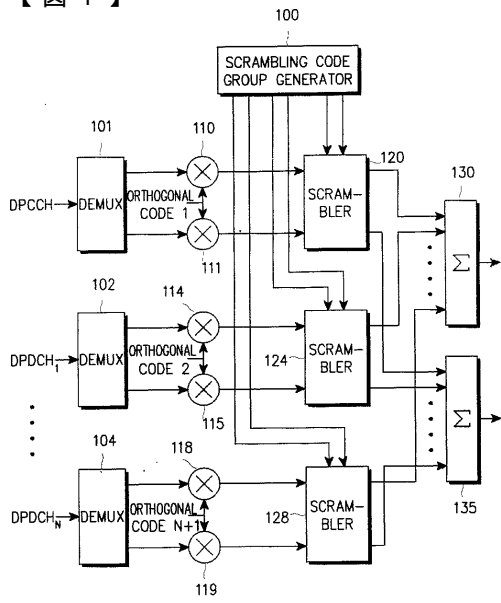 【図1】
100
SCRAMBLING CODE
GROUP GENERATOR
101
110
120
130
DPCCH
DEMUX
ORTHOGONAL
CODE 1
SCRAM-
BLER
Σ
111
102
114
DPDCH1
DEMUX
ORTHOGONAL
CODE 2
124
SCRAM-
BLER
115
Σ
135
104
118
DPDCHN
DEMUX
ORTHOGONAL
CODE N+1
128
SCRAM-
BLER
119